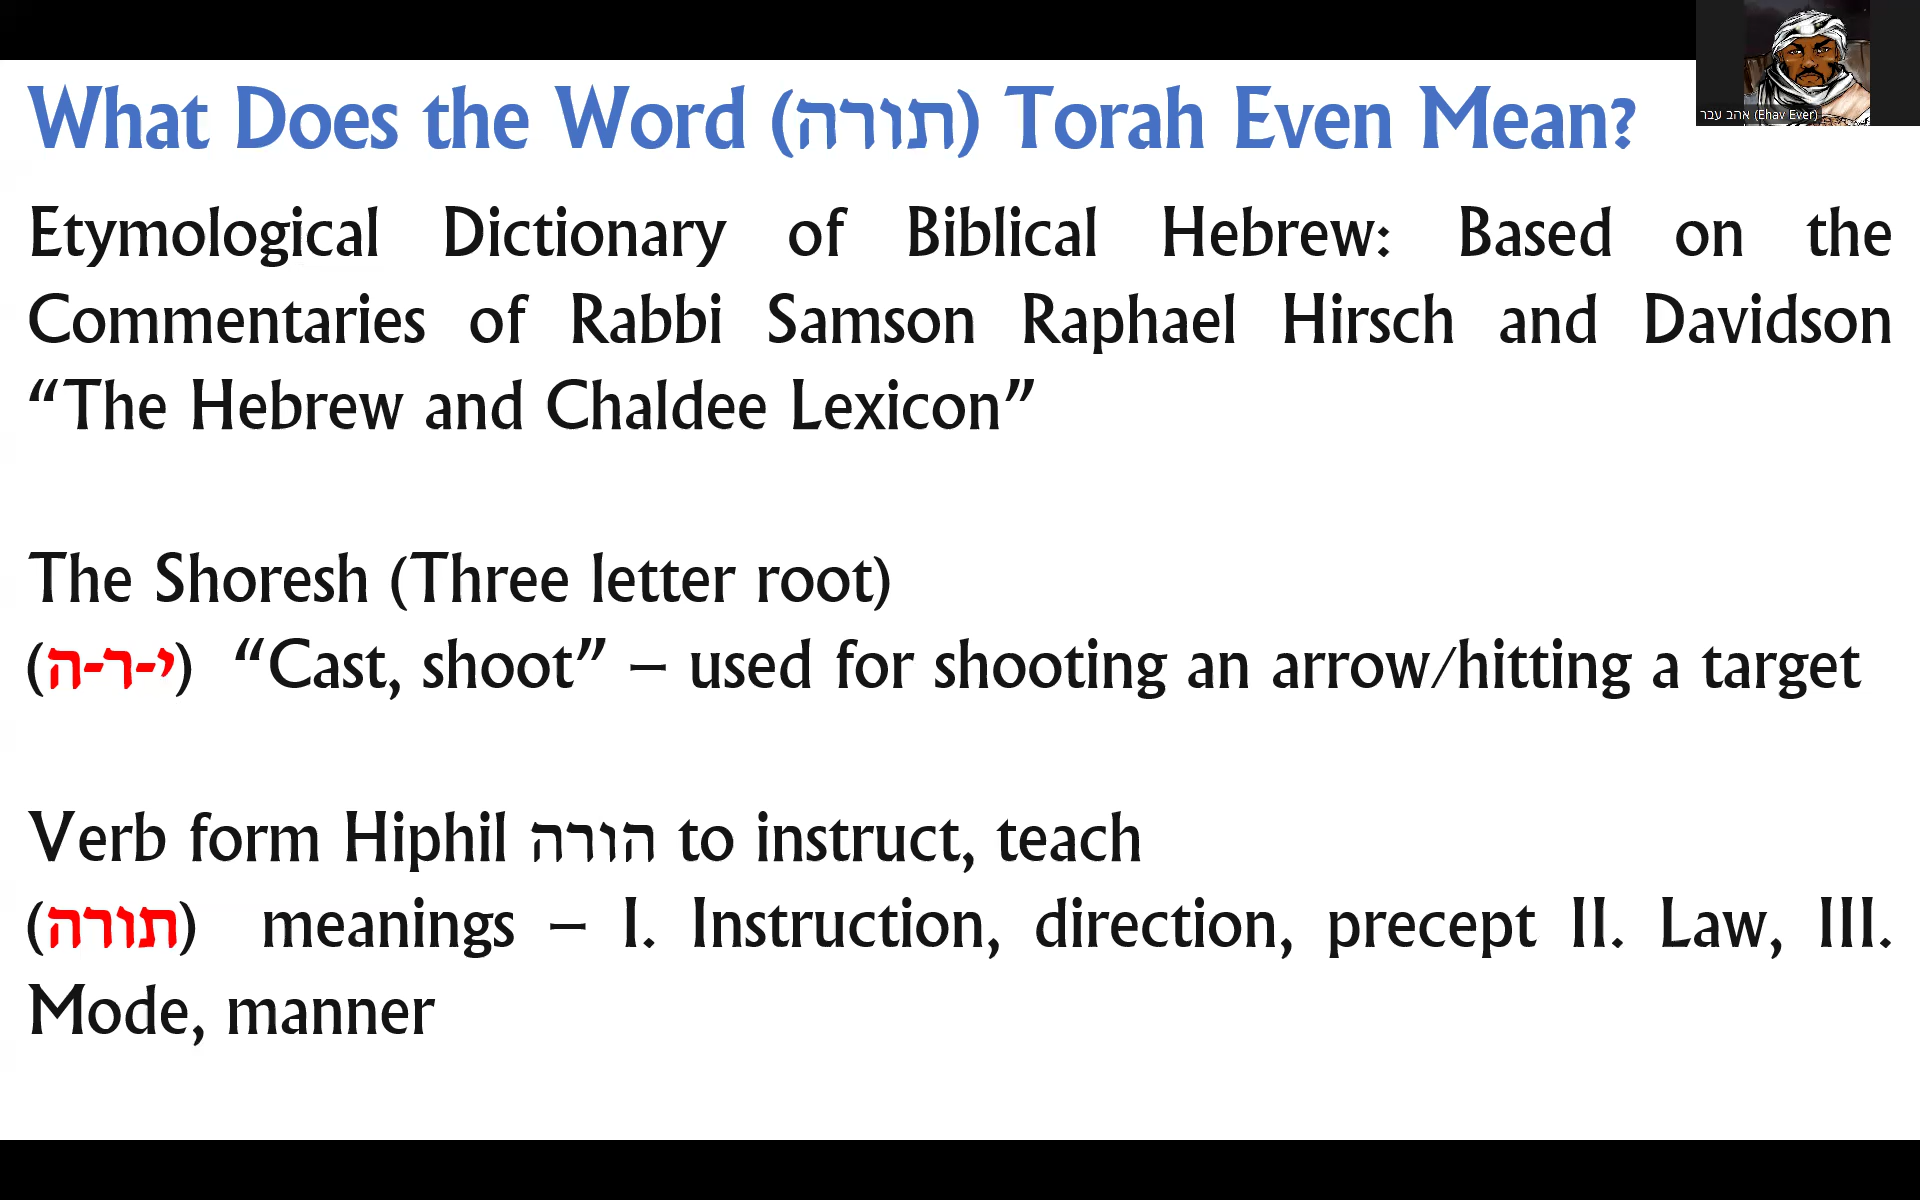 What Does the Word (תורה) Torah Even Mean?
אהב עבר (Ehav Ever)
Etymological Dictionary of Biblical Hebrew: Based on the
Commentaries of Rabbi Samson Raphael Hirsch and Davidson
“The Hebrew and Chaldee Lexicon”
The Shoresh (Three letter root)
(י-ר-ה) “Cast, shoot” – used for shooting an arrow/hitting a target
Verb form Hiphil הורה to instruct, teach
(תורה) meanings – I. Instruction, direction, precept II. Law, III.
Mode, manner